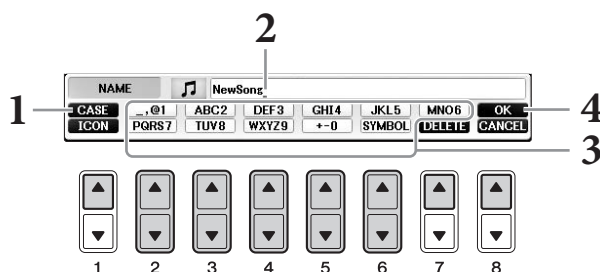 2
NAME NewSong
1 CASE _,@1 ABC2 DEF3 GHI4 JKL5 MNO6 OK 4
ICON PQRS7 TUV8 WXYZ9 +-0 SYMBOL DELETE CANCEL
3
1 2 3 4 5 6 7 8